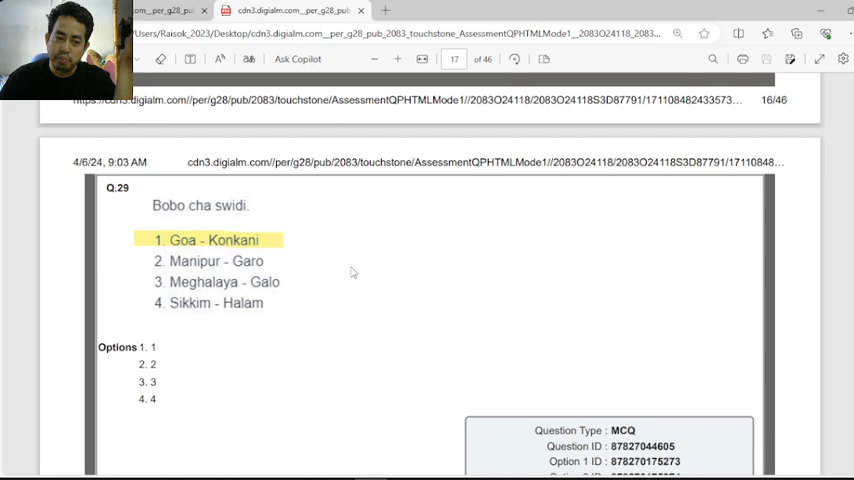 com__per_g28_pub...
cdn3.digialm.com__per_g28_pub...
/Users/Raisok_2023/Desktop/cdn3.digialm.com__per_g28_pub_2083_touchstone_AssessmentQPHTMLMode1__2083O24118_2083...
Ask Copilot
17 of 46
https://cdn3.digialm.com//per/g28/pub/2083/touchstone/AssessmentQPHTMLMode1//2083O24118/2083O24118S3D87791/171108482433573... 16/46
4/6/24, 9:03 AM cdn3.digialm.com//per/g28/pub/2083/touchstone/AssessmentQPHTMLMode1//2083O24118/2083O24118S3D87791/17110848...
Q.29
Bobo cha swidi.
1. Goa - Konkani
2. Manipur - Garo
3. Meghalaya - Galo
4. Sikkim - Halam
Options 1. 1
2. 2
3. 3
4. 4
Question Type : MCQ
Question ID : 87827044605
Option 1 ID : 878270175273